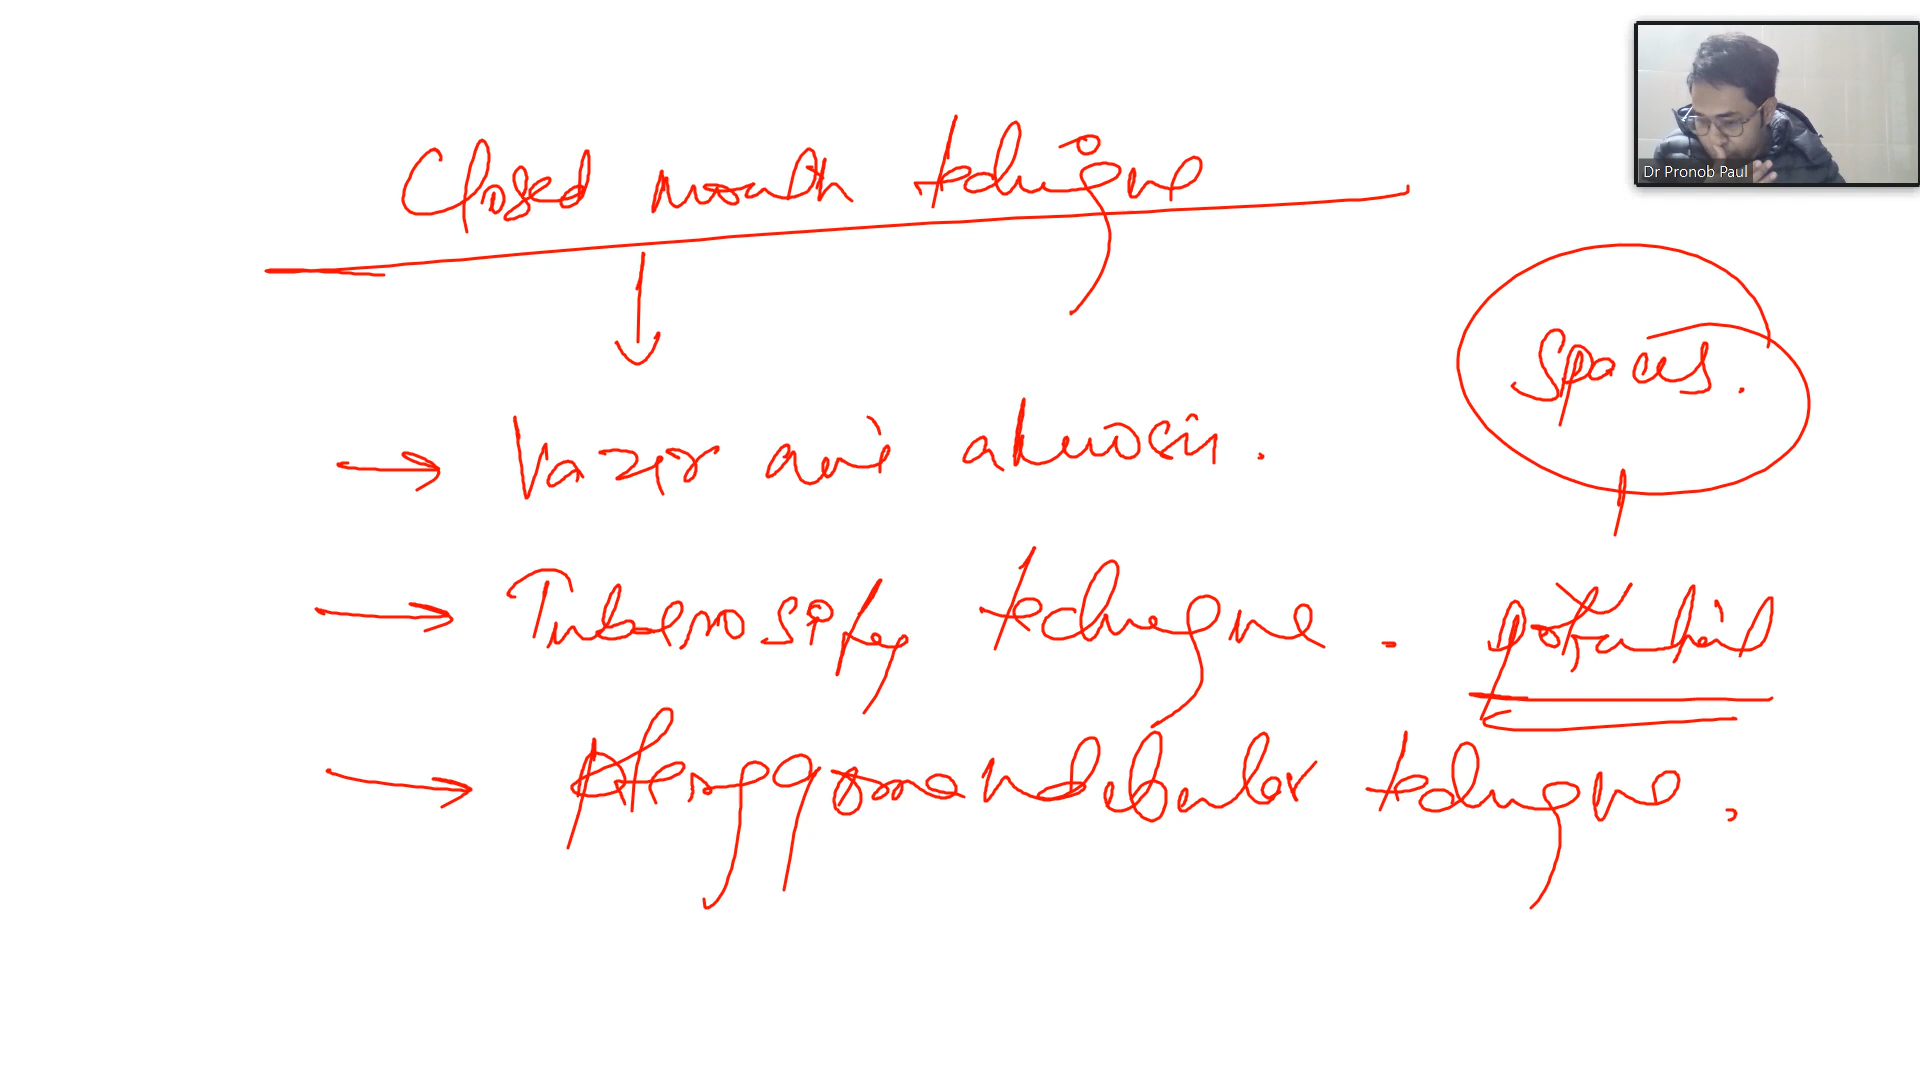 Dr Pronob Paul
Closed mouth technique
Spaces.
Vazirani akinosi.
Tuberosity technique.
potential
Pterygomandibular technique.